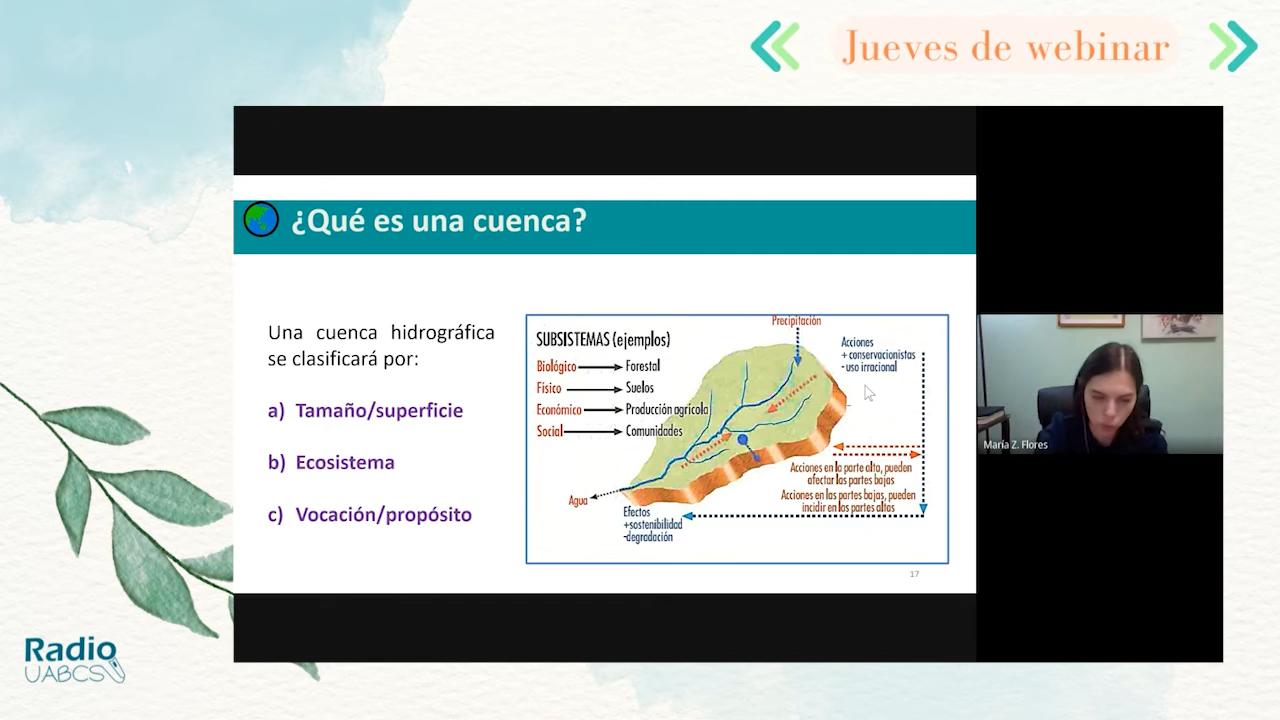 Jueves de webinar
¿Qué es una cuenca?
Una cuenca hidrográfica
se clasificará por:
a) Tamaño/superficie
b) Ecosistema
c) Vocación/propósito
SUBSISTEMAS (ejemplos)
Biológico Forestal
Físico Suelos
Económico Producción agrícola
Social Comunidades
Precipitación
Acciones
+ conservacionistas
- uso irracional
Acciones en la parte alta, pueden
afectar las partes bajas
Acciones en las partes bajas, pueden
incidir en las partes altas
Agua
Efectos
+sostenibilidad
-degradación
17
María Z. Flores
Radio
UABCS